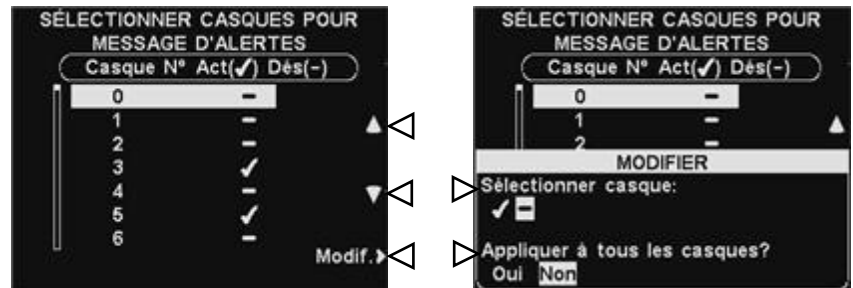 SÉLECTIONNER CASQUES POUR
MESSAGE D'ALERTES
Casque Nº Act(✓) Dés(–)
0 –
1 –
2 –
3 ✓
4 –
5 ✓
6 –
Modif.
SÉLECTIONNER CASQUES POUR
MESSAGE D'ALERTES
Casque Nº Act(✓) Dés(–)
0 –
1 –
2 –
MODIFIER
Sélectionner casque:
✓ –
Appliquer à tous les casques?
Oui Non